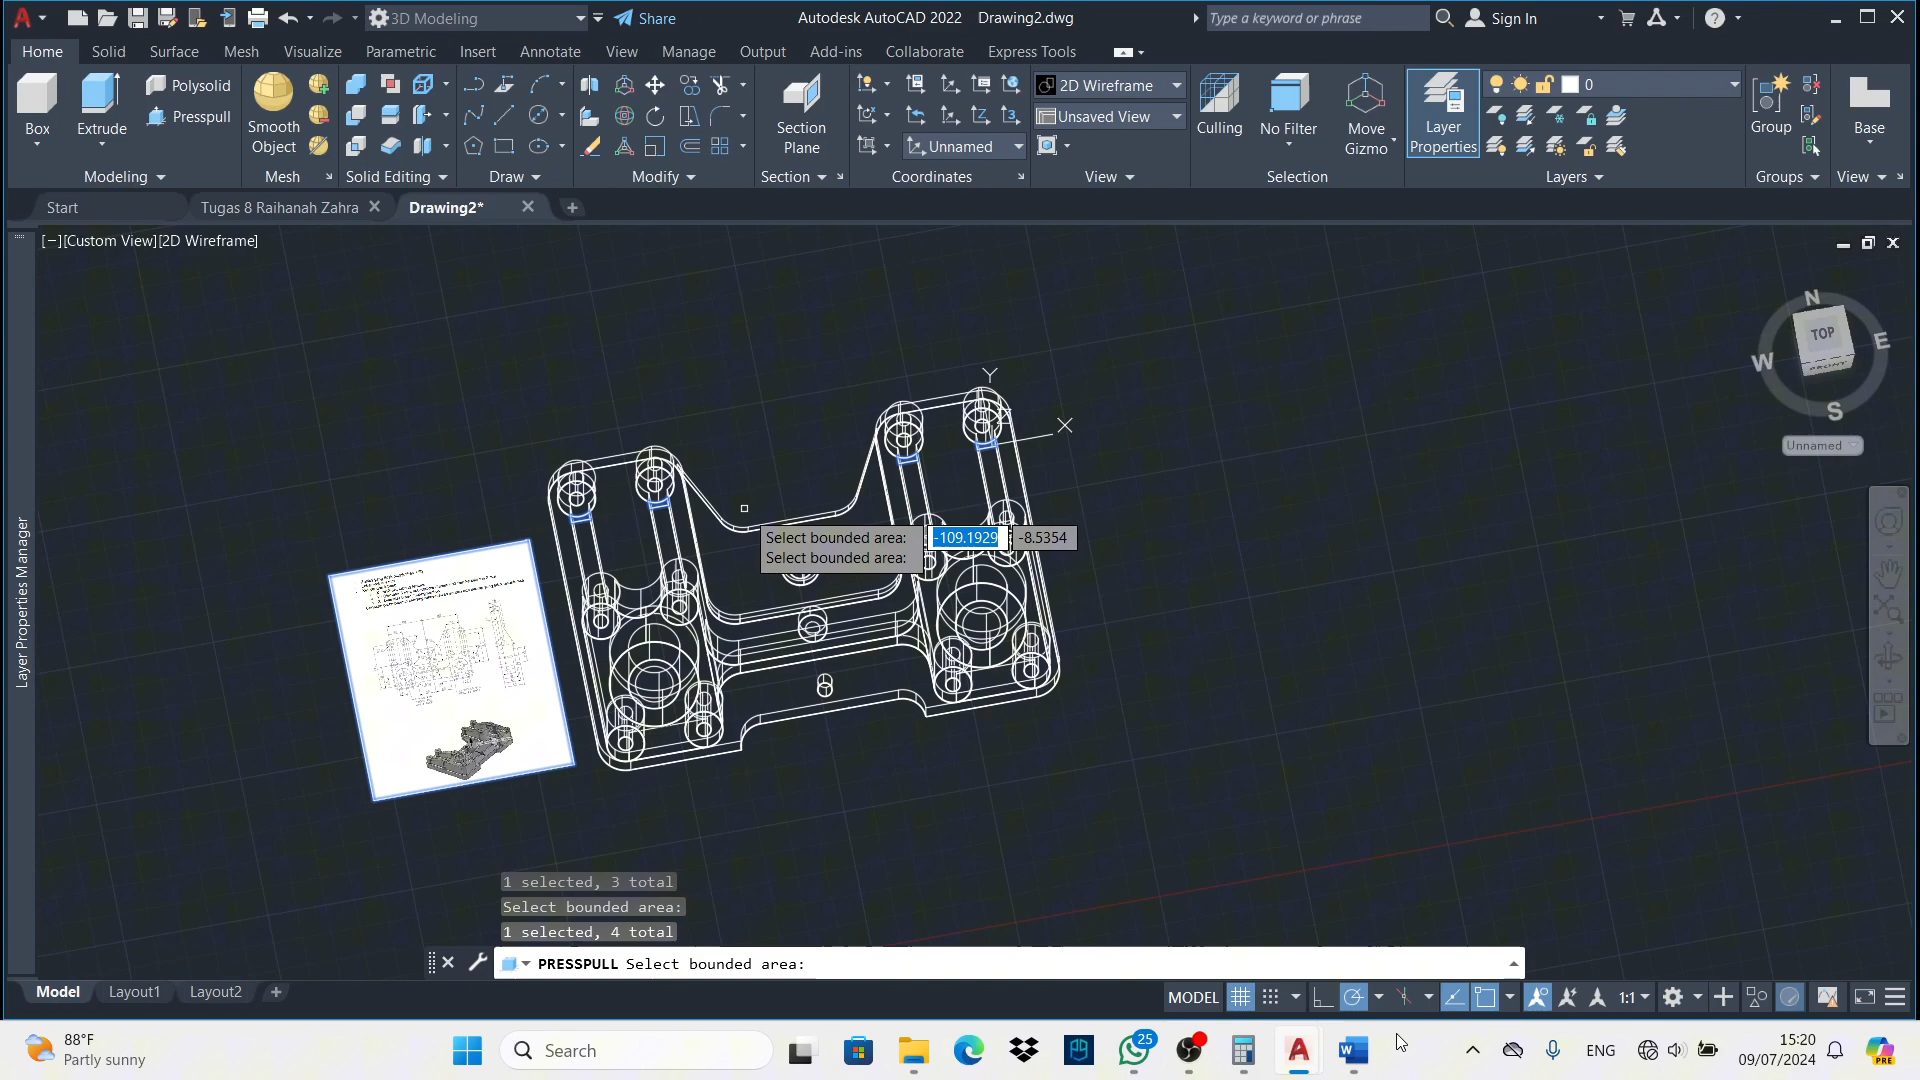 3D Modeling
Share
Autodesk AutoCAD 2022 Drawing2.dwg
Type a keyword or phrase
Sign In
Home Solid Surface Mesh Visualize Parametric Insert Annotate View Manage Output Add-ins Collaborate Express Tools
Box
Extrude
Polysolid
Presspull
Smooth
Object
Section
Plane
2D Wireframe
Unsaved View
Unnamed
Culling
No Filter
Move
Gizmo
Layer
Properties
0
Group
Base
Modeling
Mesh
Solid Editing
Draw
Modify
Section
Coordinates
View
Selection
Layers
Groups
View
Start
Tugas 8 Raihanah Zahra
Drawing2*
[−][Custom View][2D Wireframe]
N
W
E
S
TOP
FRONT
Unnamed
Y
X
Layer Properties Manager
Select bounded area: -109.1929 -8.5354
Select bounded area:
1 selected, 3 total
Select bounded area:
1 selected, 4 total
PRESSPULL Select bounded area:
Model
Layout1
Layout2
MODEL
1:1
88°F
Partly sunny
Search
25
ENG
15:20
09/07/2024
PRE